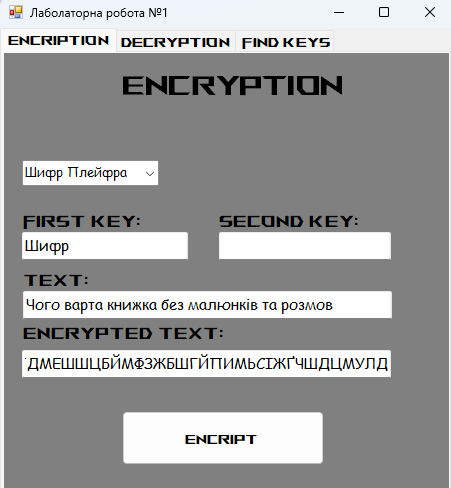 Лаболаторна робота №1
ENCRIPTION DECRYPTION FIND KEYS
ENCRYPTION
Шифр Плейфра
FIRST KEY: SECOND KEY:
Шифр
TEXT:
Чого варта книжка без малюнків та розмов
ENCRYPTED TEXT:
ДМЕШШЦБЙМФЗЖБШГЙПИМЬСІЖҐЧШДЦМУЛД
ENCRIPT